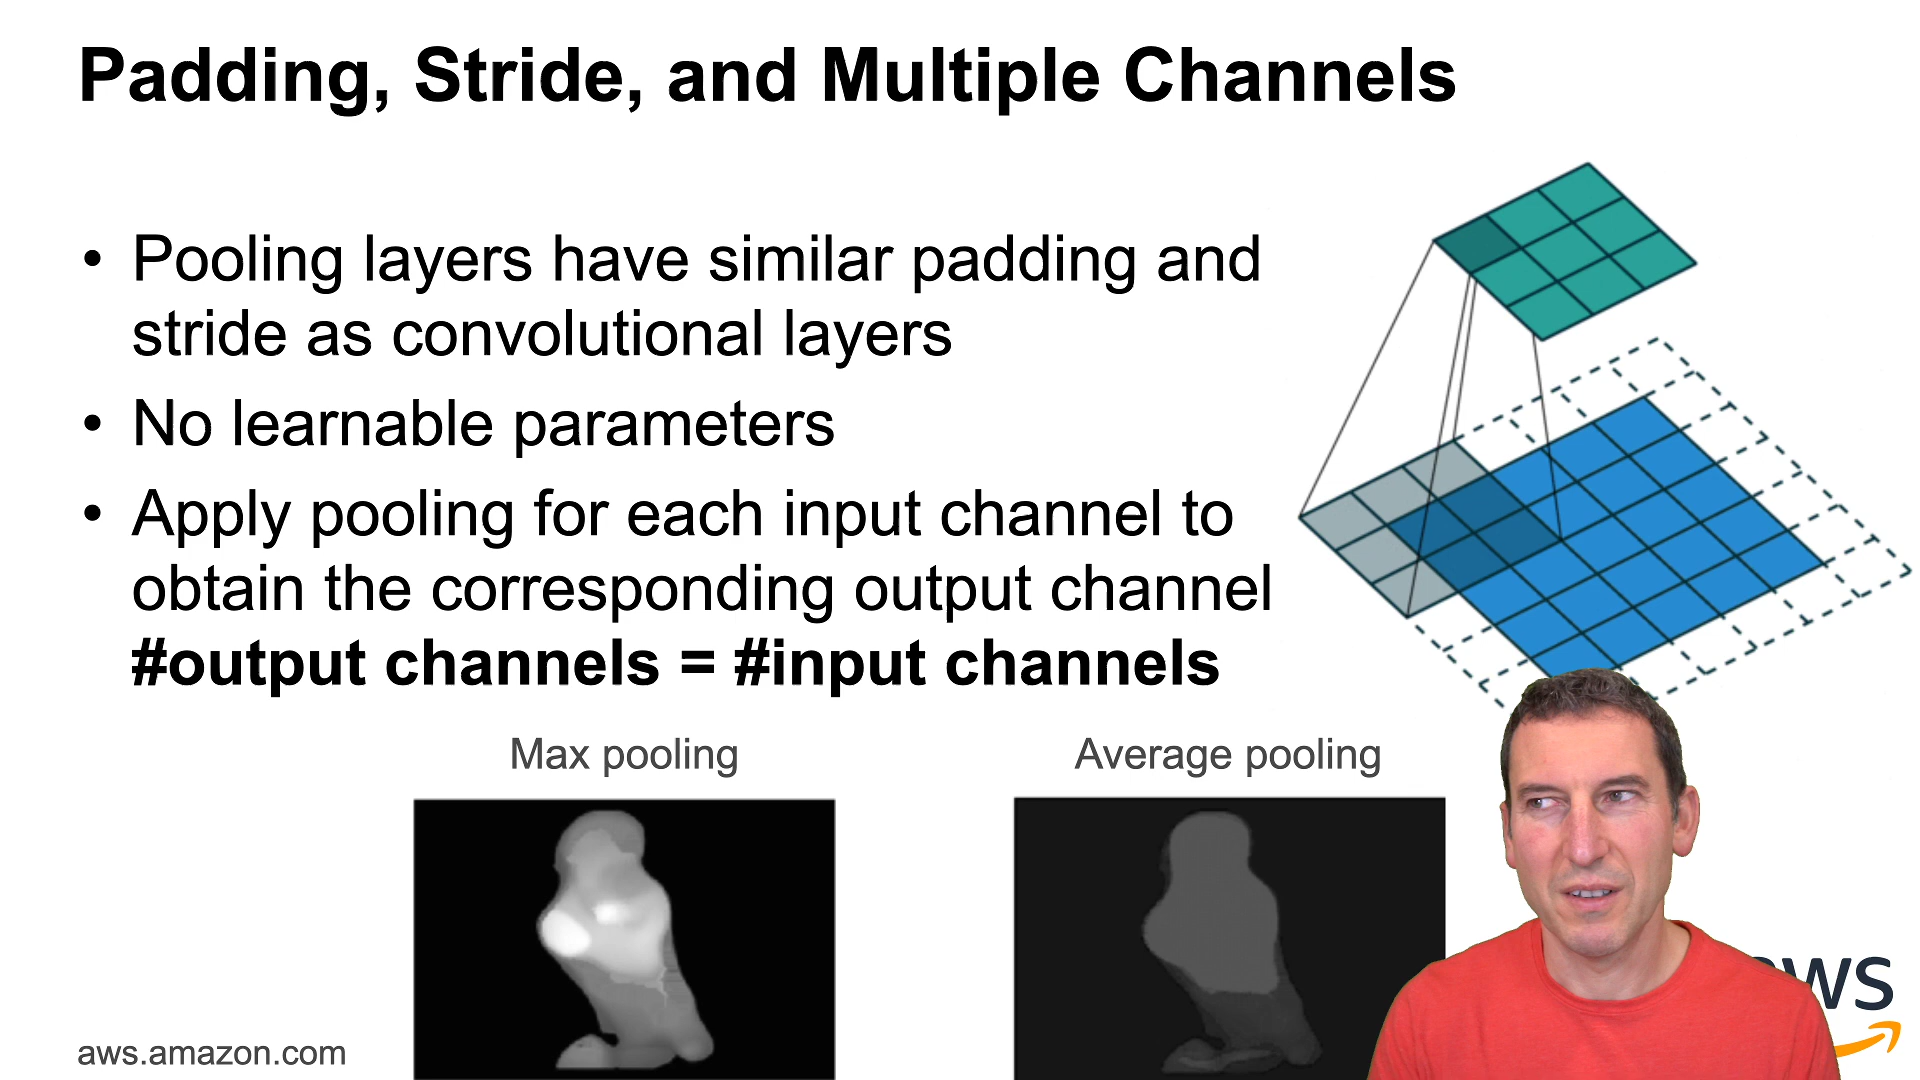 Padding, Stride, and Multiple Channels
• Pooling layers have similar padding and
stride as convolutional layers
• No learnable parameters
• Apply pooling for each input channel to
obtain the corresponding output channel
#output channels = #input channels
Max pooling
Average pooling
aws
aws.amazon.com